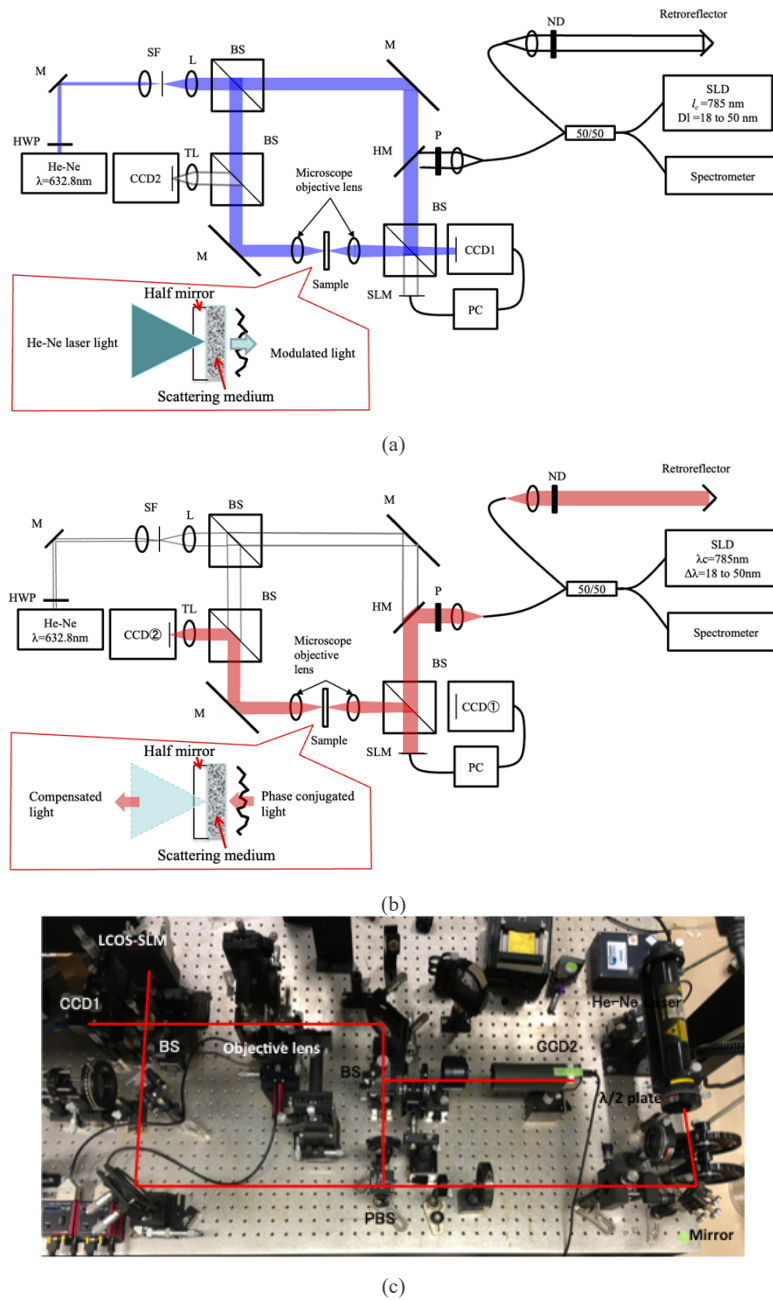 Retroreflector
ND
M
BS
SF
L
M
SLD
l_c =785 nm
Dl =18 to 50 nm
HWP
P
BS
50/50
HM
TL
He-Ne
λ=632.8nm
CCD2
Spectrometer
Microscope
objective lens
BS
M
CCD1
Sample
SLM
PC
Half mirror
He-Ne laser light
Modulated light
Scattering medium
(a)
Retroreflector
ND
M
BS
SF
L
M
SLD
λc=785nm
Δλ=18 to 50nm
HWP
P
BS
50/50
HM
TL
He-Ne
λ=632.8nm
CCD②
Spectrometer
Microscope
objective
lens
BS
M
CCD①
Sample
SLM
PC
Half mirror
Compensated
light
Phase conjugated
light
Scattering medium
(b)
LCOS-SLM
CCD1
He-Ne Laser
BS
Objective lens
BS
CCD2
λ/2 plate
PBS
Mirror
(c)